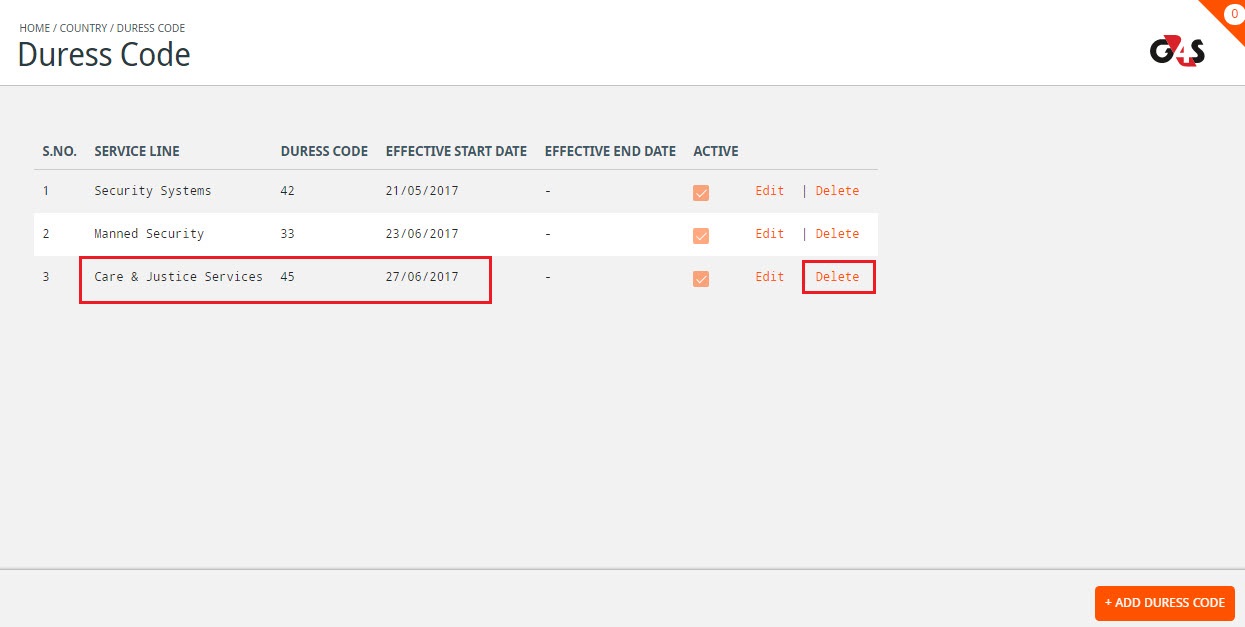 0
HOME / COUNTRY / DURESS CODE
Duress Code
G4S
S.NO. SERVICE LINE DURESS CODE EFFECTIVE START DATE EFFECTIVE END DATE ACTIVE
1 Security Systems 42 21/05/2017 - Edit | Delete
2 Manned Security 33 23/06/2017 - Edit | Delete
3 Care & Justice Services 45 27/06/2017 - Edit Delete
+ ADD DURESS CODE